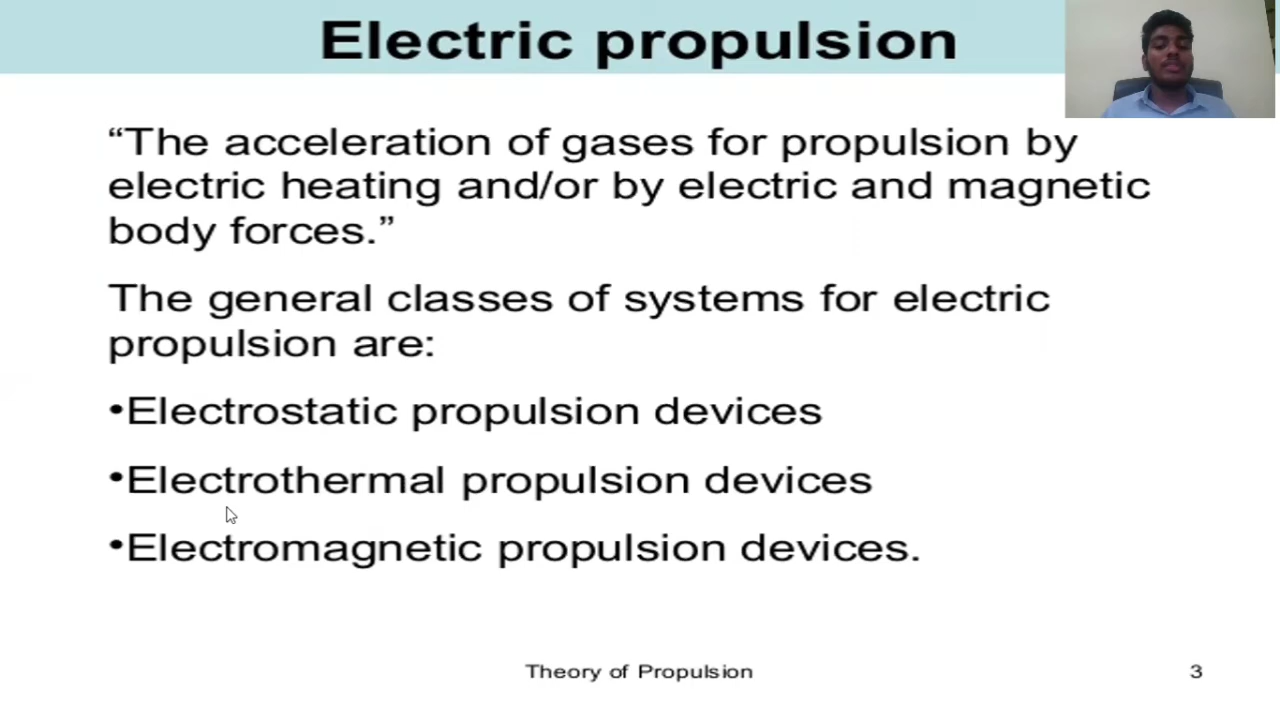 Electric propulsion
“The acceleration of gases for propulsion by
electric heating and/or by electric and magnetic
body forces.”
The general classes of systems for electric
propulsion are:
•Electrostatic propulsion devices
•Electrothermal propulsion devices
•Electromagnetic propulsion devices.
Theory of Propulsion
3